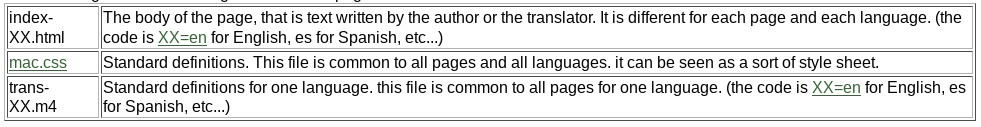 index-
XX.html
The body of the page, that is text written by the author or the translator. It is different for each page and each language. (the
code is XX=en for English, es for Spanish, etc...)
mac.css
Standard definitions. This file is common to all pages and all languages. it can be seen as a sort of style sheet.
trans-
XX.m4
Standard definitions for one language. this file is common to all pages for one language. (the code is XX=en for English, es
for Spanish, etc...)